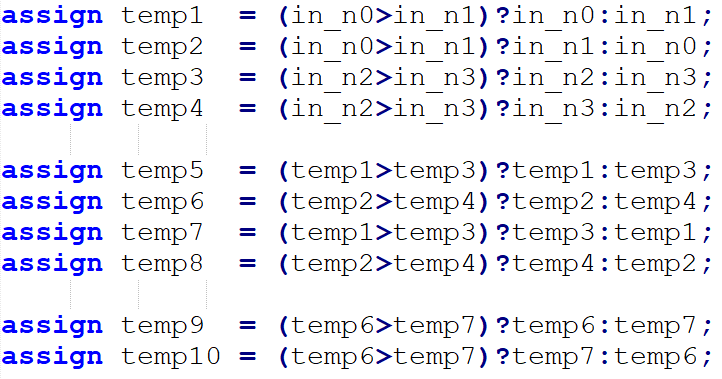 assign temp1  = (in_n0>in_n1)?in_n0:in_n1;
assign temp2  = (in_n0>in_n1)?in_n1:in_n0;
assign temp3  = (in_n2>in_n3)?in_n2:in_n3;
assign temp4  = (in_n2>in_n3)?in_n3:in_n2;
assign temp5  = (temp1>temp3)?temp1:temp3;
assign temp6  = (temp2>temp4)?temp2:temp4;
assign temp7  = (temp1>temp3)?temp3:temp1;
assign temp8  = (temp2>temp4)?temp4:temp2;
assign temp9  = (temp6>temp7)?temp6:temp7;
assign temp10 = (temp6>temp7)?temp7:temp6;